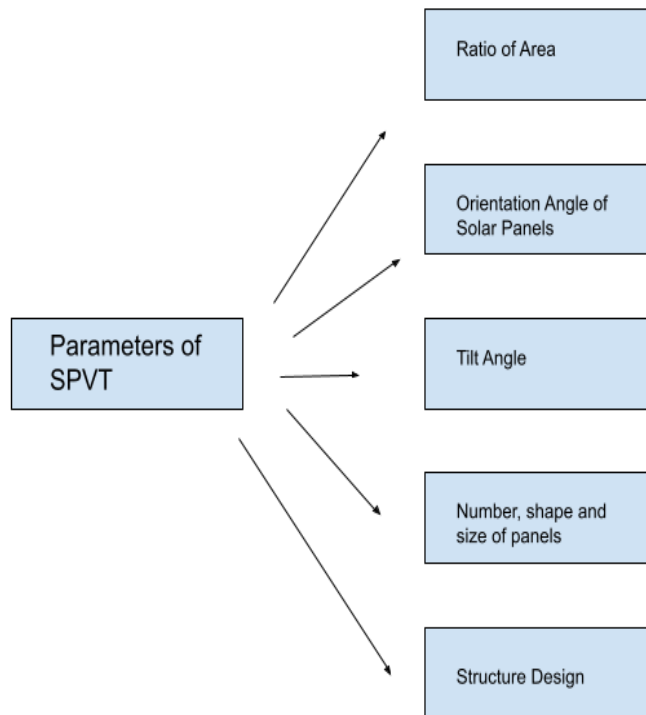 Ratio of Area
Orientation Angle of
Solar Panels
Parameters of
SPVT
Tilt Angle
Number, shape and
size of panels
Structure Design